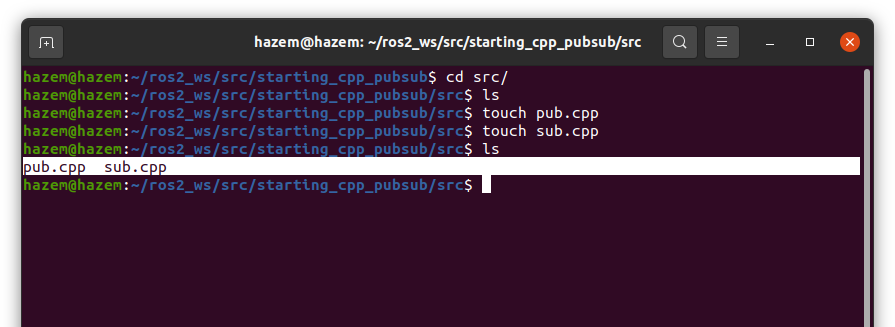 hazem@hazem: ~/ros2_ws/src/starting_cpp_pubsub/src
hazem@hazem:~/ros2_ws/src/starting_cpp_pubsub$ cd src/
hazem@hazem:~/ros2_ws/src/starting_cpp_pubsub/src$ ls
hazem@hazem:~/ros2_ws/src/starting_cpp_pubsub/src$ touch pub.cpp
hazem@hazem:~/ros2_ws/src/starting_cpp_pubsub/src$ touch sub.cpp
hazem@hazem:~/ros2_ws/src/starting_cpp_pubsub/src$ ls
pub.cpp  sub.cpp
hazem@hazem:~/ros2_ws/src/starting_cpp_pubsub/src$